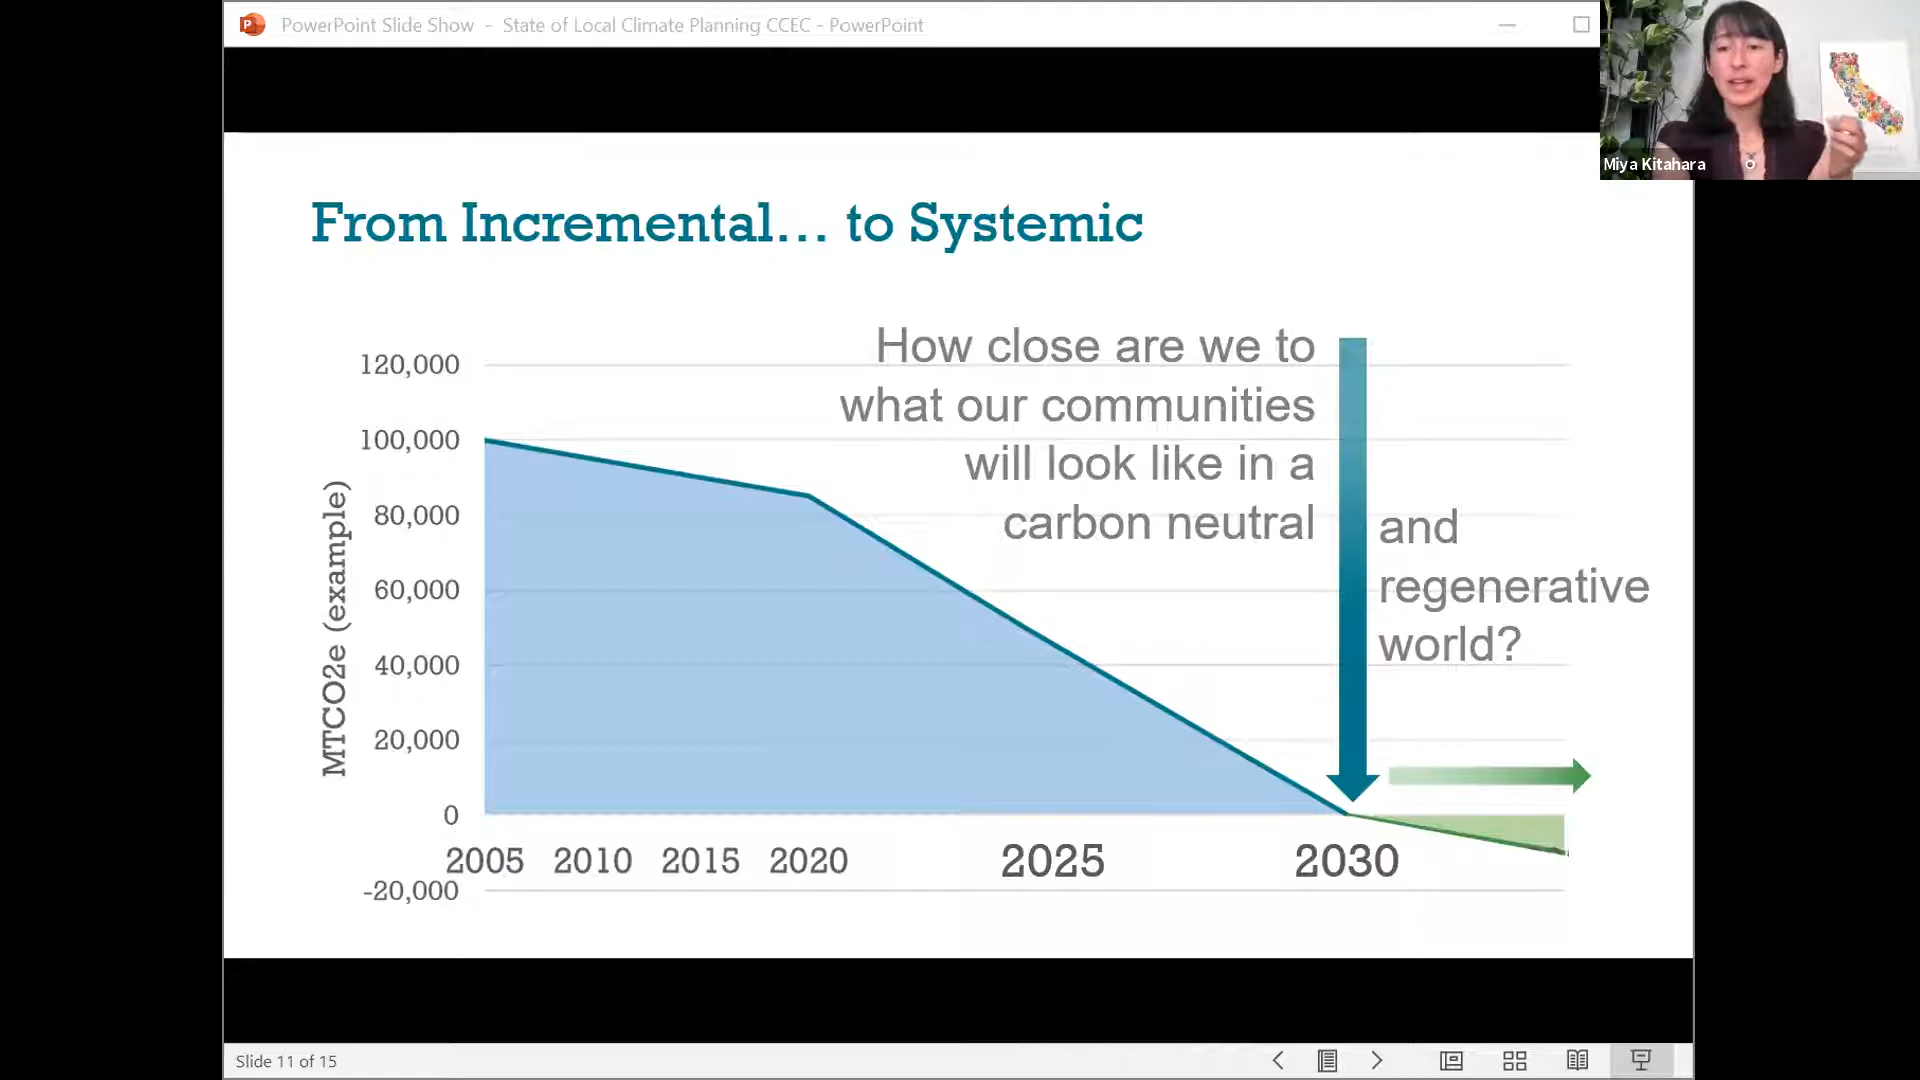 PowerPoint Slide Show - State of Local Climate Planning CCEC - PowerPoint
Miya Kitahara
From Incremental... to Systemic
How close are we to
what our communities
will look like in a
carbon neutral
and
regenerative
world?
MTCO2e (example)
120,000
100,000
80,000
60,000
40,000
20,000
0
-20,000
2005 2010 2015 2020 2025 2030
Slide 11 of 15